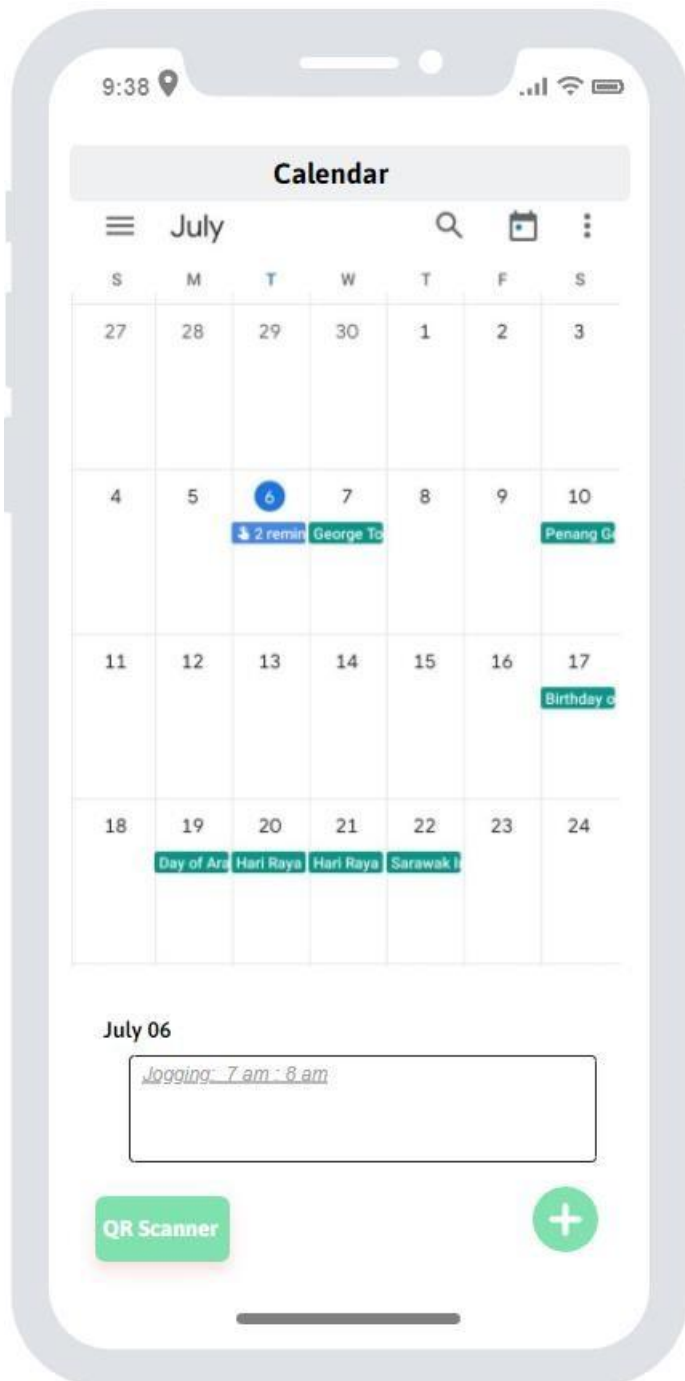 9:38
Calendar
July
S M T W T F S
27 28 29 30 1 2 3
4 5 6 7 8 9 10
2 remin George To Penang Ge
11 12 13 14 15 16 17
Birthday o
18 19 20 21 22 23 24
Day of Ara Hari Raya Hari Raya Sarawak In
July 06
Jogging: 7 am : 8 am
QR Scanner